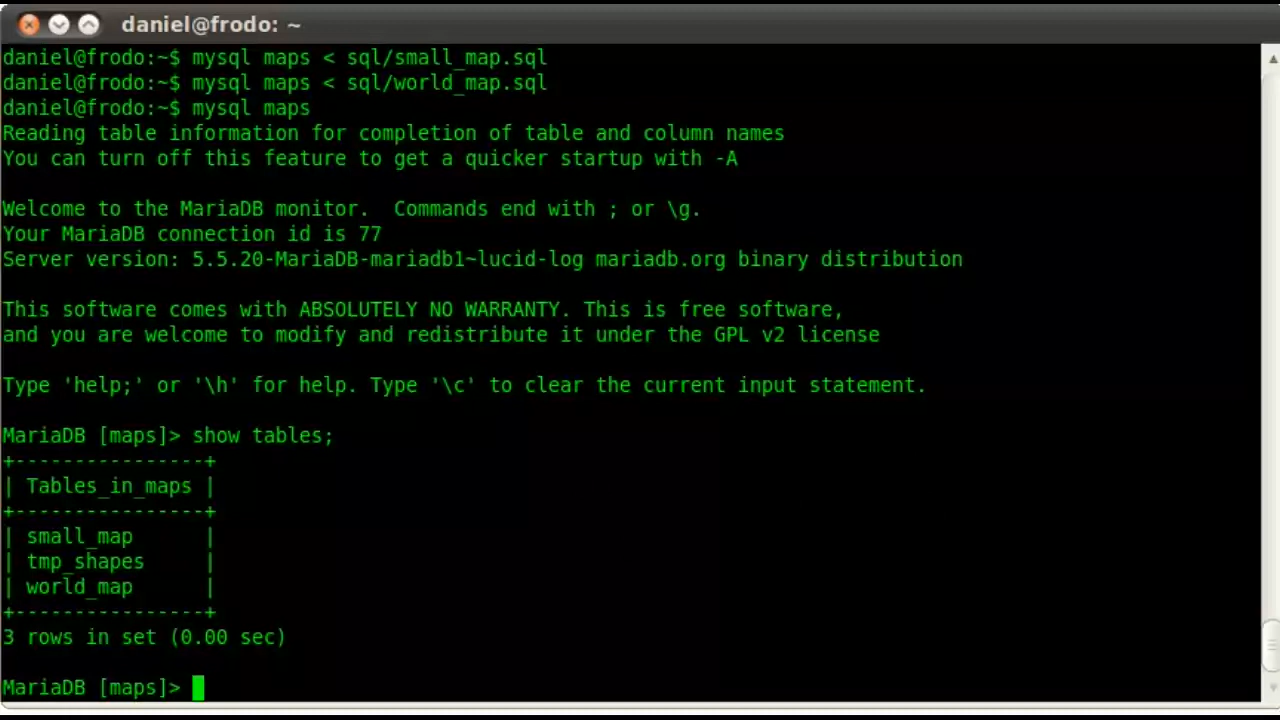 daniel@frodo: ~
daniel@frodo:~$ mysql maps < sql/small_map.sql
daniel@frodo:~$ mysql maps < sql/world_map.sql
daniel@frodo:~$ mysql maps
Reading table information for completion of table and column names
You can turn off this feature to get a quicker startup with -A
Welcome to the MariaDB monitor.  Commands end with ; or \g.
Your MariaDB connection id is 77
Server version: 5.5.20-MariaDB-mariadb1~lucid-log mariadb.org binary distribution
This software comes with ABSOLUTELY NO WARRANTY. This is free software,
and you are welcome to modify and redistribute it under the GPL v2 license
Type 'help;' or '\h' for help. Type '\c' to clear the current input statement.
MariaDB [maps]> show tables;
+----------------+
| Tables_in_maps |
+----------------+
| small_map      |
| tmp_shapes     |
| world_map      |
+----------------+
3 rows in set (0.00 sec)
MariaDB [maps]>